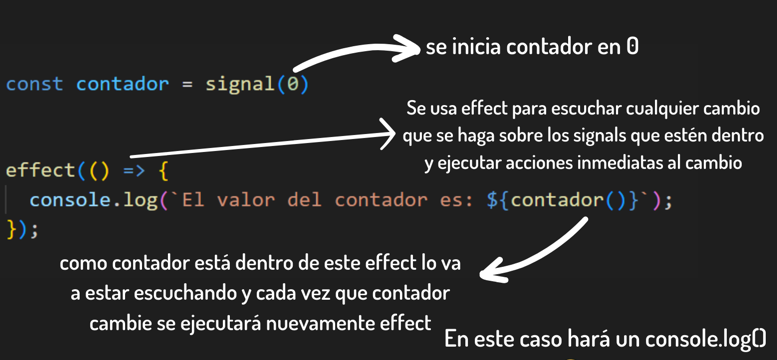 se inicia contador en 0
const contador = signal(0)
Se usa effect para escuchar cualquier cambio
que se haga sobre los signals que estén dentro
y ejecutar acciones inmediatas al cambio
effect(() => {
  console.log(`El valor del contador es: ${contador()}`);
});
como contador está dentro de este effect lo va
a estar escuchando y cada vez que contador
cambie se ejecutará nuevamente effect
En este caso hará un console.log()